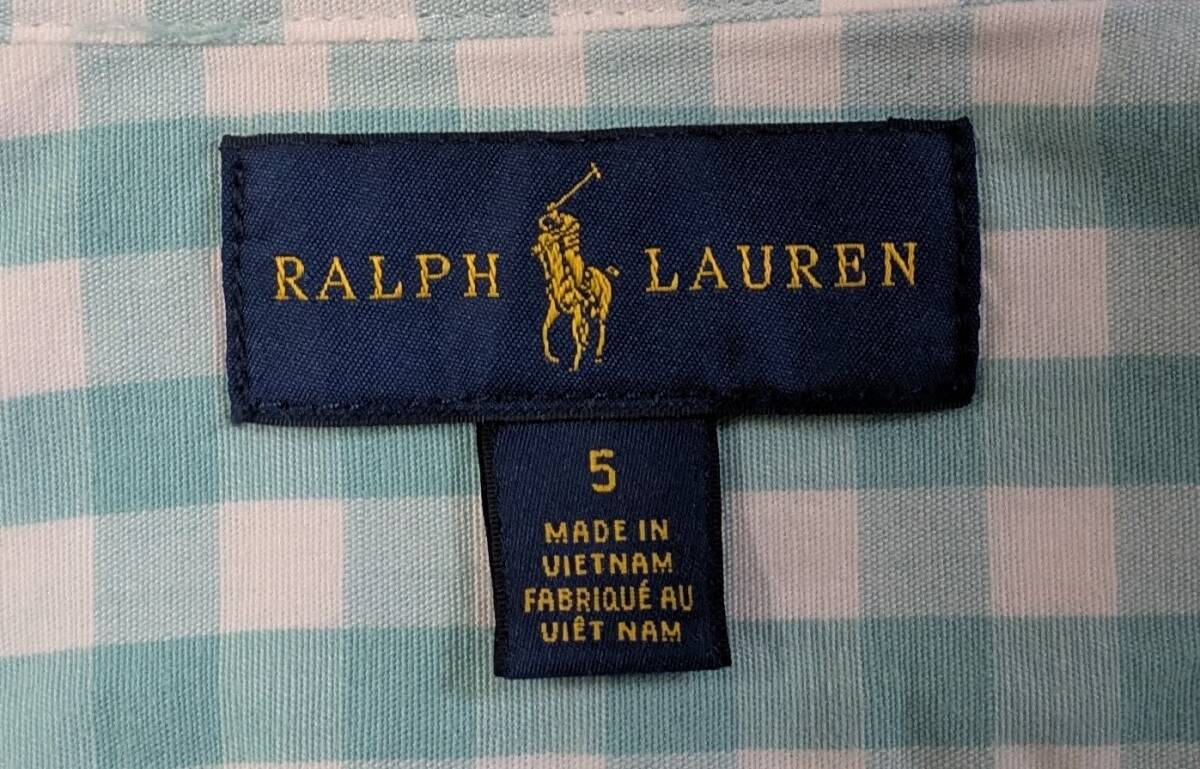 RALPH LAUREN
5
MADE IN
VIETNAM
FABRIQUÉ AU
VIÊT NAM